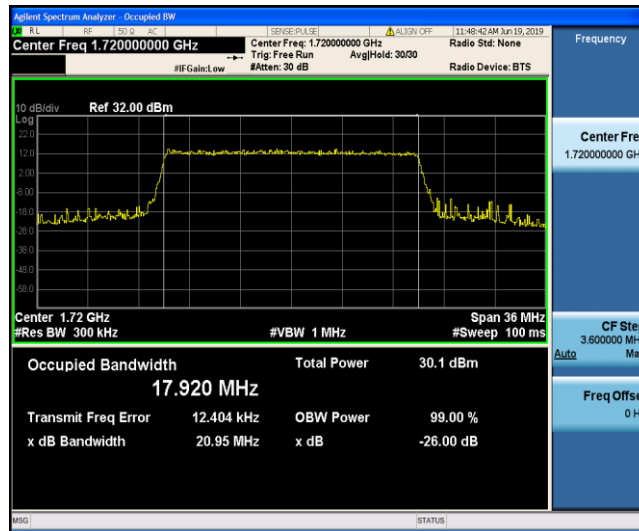 Agilent Spectrum Analyzer - Occupied BW
RL RF 50 Ω AC SENSE:PULSE ALIGN OFF 11:48:42 AM Jun 19, 2019
Center Freq 1.720000000 GHz Center Freq: 1.720000000 GHz Radio Std: None
Trig: Free Run Avg|Hold: 30/30
#IFGain:Low #Atten: 30 dB Radio Device: BTS
10 dB/div Ref 32.00 dBm
Log
22.0
12.0
2.00
-8.00
-18.0
-28.0
-38.0
-48.0
-58.0
Center 1.72 GHz Span 36 MHz
#Res BW 300 kHz #VBW 1 MHz #Sweep 100 ms
Occupied Bandwidth Total Power 30.1 dBm
17.920 MHz
Transmit Freq Error 12.404 kHz OBW Power 99.00 %
x dB Bandwidth 20.95 MHz x dB -26.00 dB
MSG STATUS
Frequency
Center Fre
1.720000000 GH
CF Ste
3.600000 MH
Auto Ma
Freq Offse
0 H